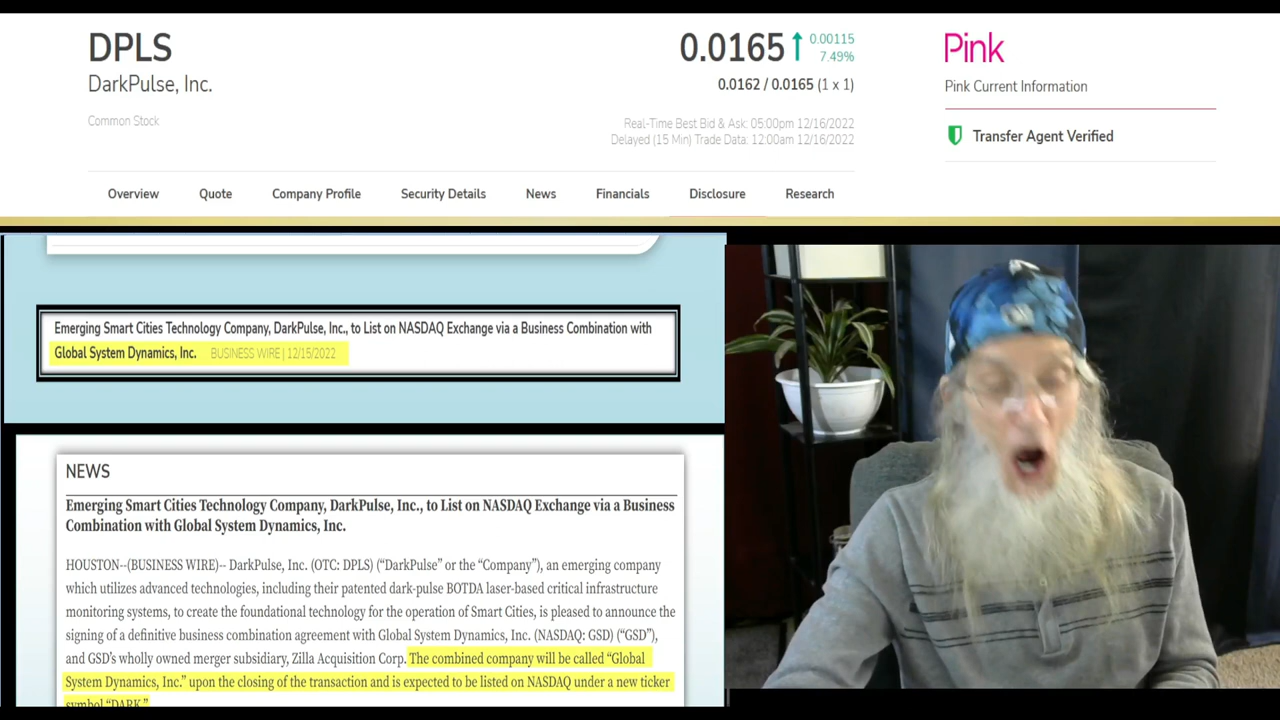 DPLS
DarkPulse, Inc.
Common Stock
0.0165
0.00115
7.49%
0.0162 / 0.0165 (1 x 1)
Real-Time Best Bid & Ask: 05:00pm 12/16/2022
Delayed (15 Min) Trade Data: 12:00am 12/16/2022
Pink
Pink Current Information
Transfer Agent Verified
Overview Quote Company Profile Security Details News Financials Disclosure Research
Emerging Smart Cities Technology Company, DarkPulse, Inc., to List on NASDAQ Exchange via a Business Combination with
Global System Dynamics, Inc. BUSINESS WIRE | 12/15/2022
NEWS
Emerging Smart Cities Technology Company, DarkPulse, Inc., to List on NASDAQ Exchange via a Business
Combination with Global System Dynamics, Inc.
HOUSTON--(BUSINESS WIRE)-- DarkPulse, Inc. (OTC: DPLS) (“DarkPulse” or the “Company”), an emerging company
which utilizes advanced technologies, including their patented dark-pulse BOTDA laser-based critical infrastructure
monitoring systems, to create the foundational technology for the operation of Smart Cities, is pleased to announce the
signing of a definitive business combination agreement with Global System Dynamics, Inc. (NASDAQ: GSD) (“GSD”),
and GSD’s wholly owned merger subsidiary, Zilla Acquisition Corp. The combined company will be called “Global
System Dynamics, Inc.” upon the closing of the transaction and is expected to be listed on NASDAQ under a new ticker
symbol “DARK.”